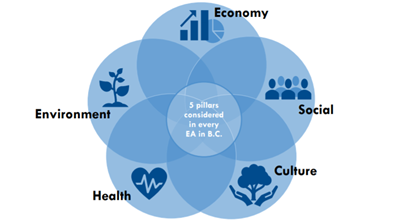 Economy
Environment
Social
5 pillars
considered
in every
EA in B.C.
Health
Culture